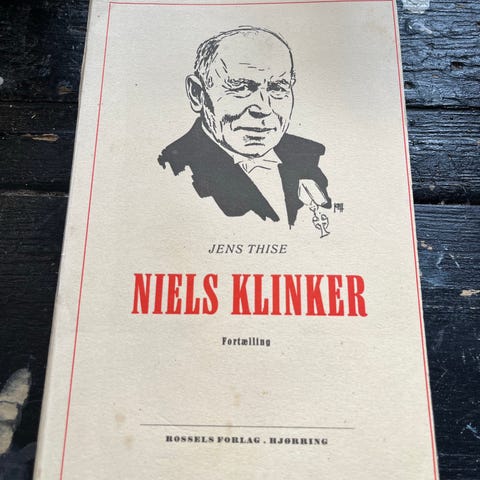 JENS THISE
NIELS KLINKER
Fortælling
ROSSELS FORLAG . HJØRRING